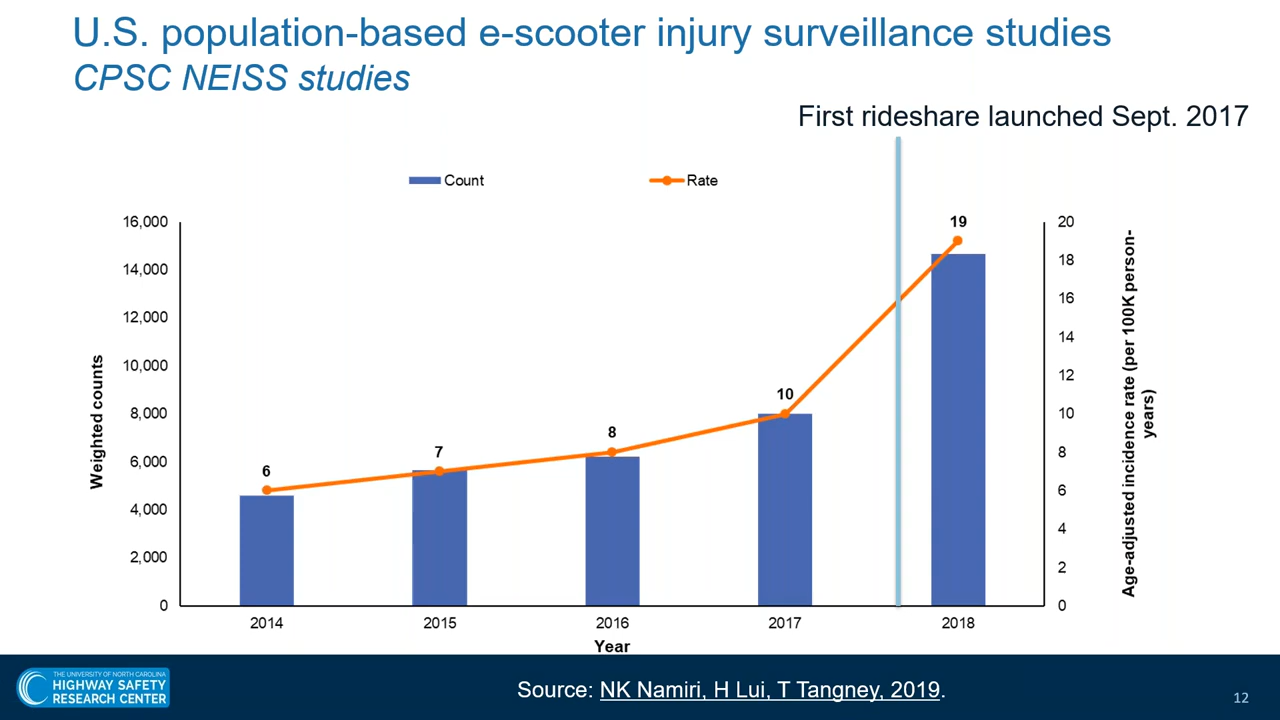 U.S. population-based e-scooter injury surveillance studies
CPSC NEISS studies
First rideshare launched Sept. 2017
Count
Rate
16,000
14,000
12,000
10,000
8,000
6,000
4,000
2,000
0
Weighted counts
6
7
8
10
19
20
18
16
14
12
10
8
6
4
2
0
Age-adjusted incidence rate (per 100K person-
years)
2014
2015
2016
2017
2018
Year
THE UNIVERSITY OF NORTH CAROLINA
HIGHWAY SAFETY
RESEARCH CENTER
Source: NK Namiri, H Lui, T Tangney, 2019.
12